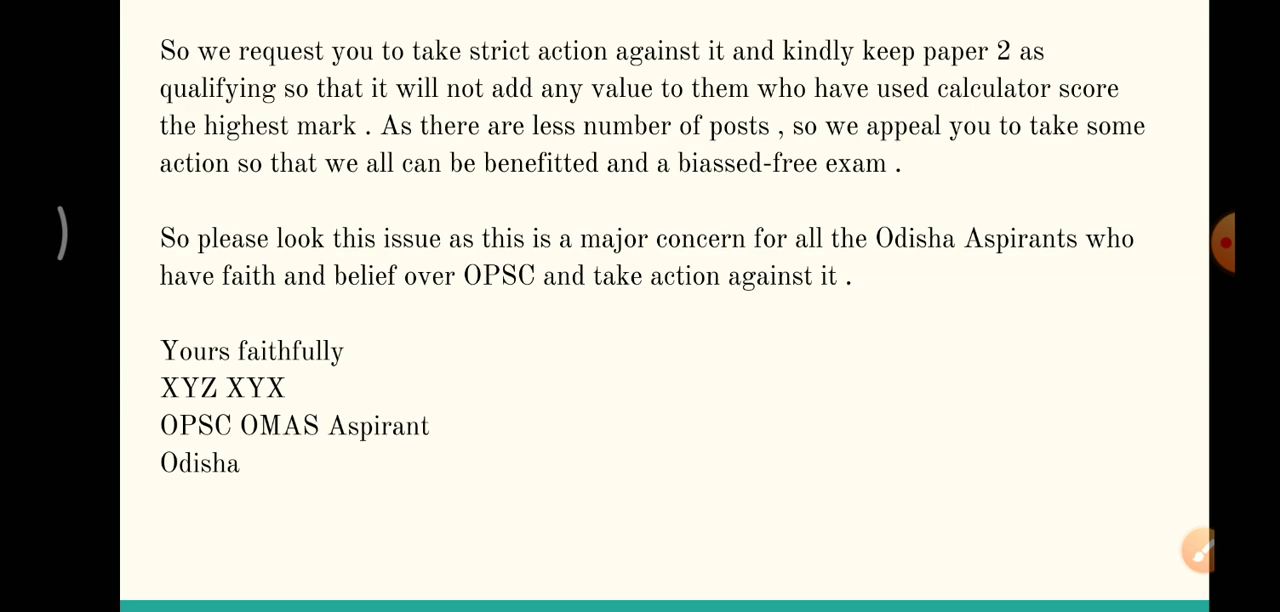 So we request you to take strict action against it and kindly keep paper 2 as
qualifying so that it will not add any value to them who have used calculator score
the highest mark . As there are less number of posts , so we appeal you to take some
action so that we all can be benefitted and a biassed-free exam .
So please look this issue as this is a major concern for all the Odisha Aspirants who
have faith and belief over OPSC and take action against it .
Yours faithfully
XYZ XYX
OPSC OMAS Aspirant
Odisha